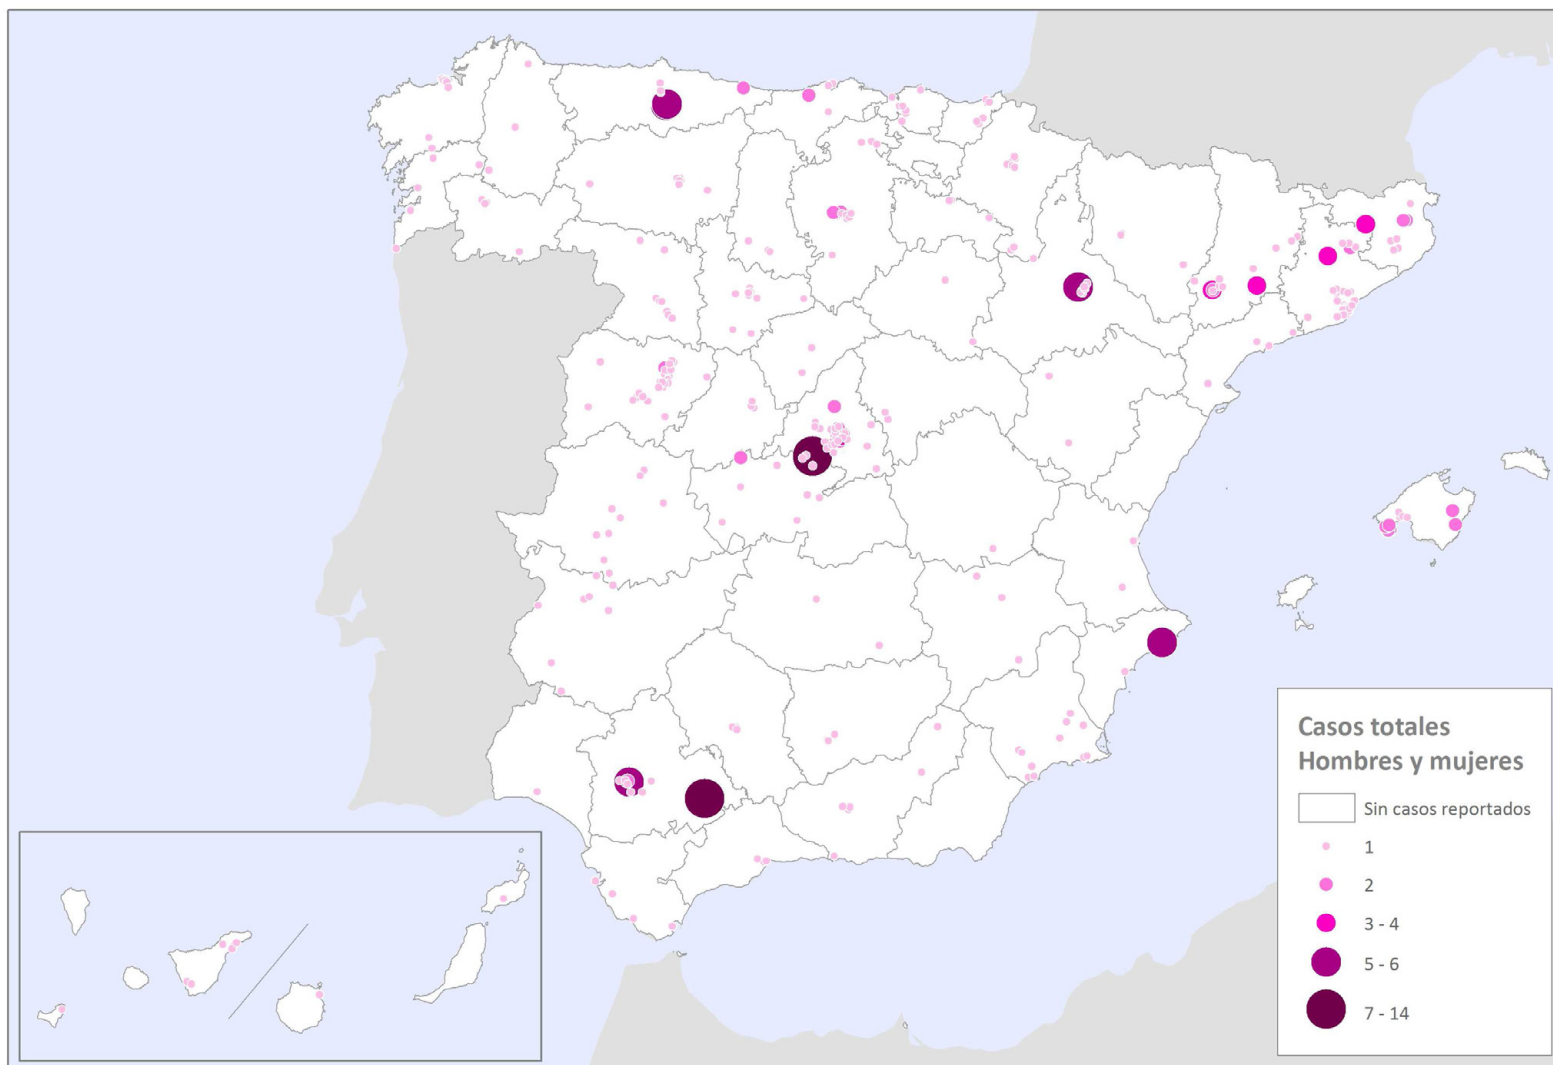 Casos totales
Hombres y mujeres
Sin casos reportados
1
2
3 - 4
5 - 6
7 - 14